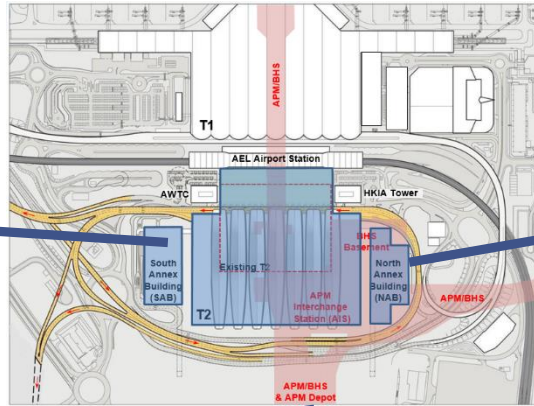 APM/BHS
T1
AEL Airport Station
AWTC
HKIA Tower
BHS
Basement
South
Annex
Building
(SAB)
Existing T2
North
Annex
Building
(NAB)
APM
Interchange
Station (AIS)
T2
APM/BHS
APM/BHS
& APM Depot